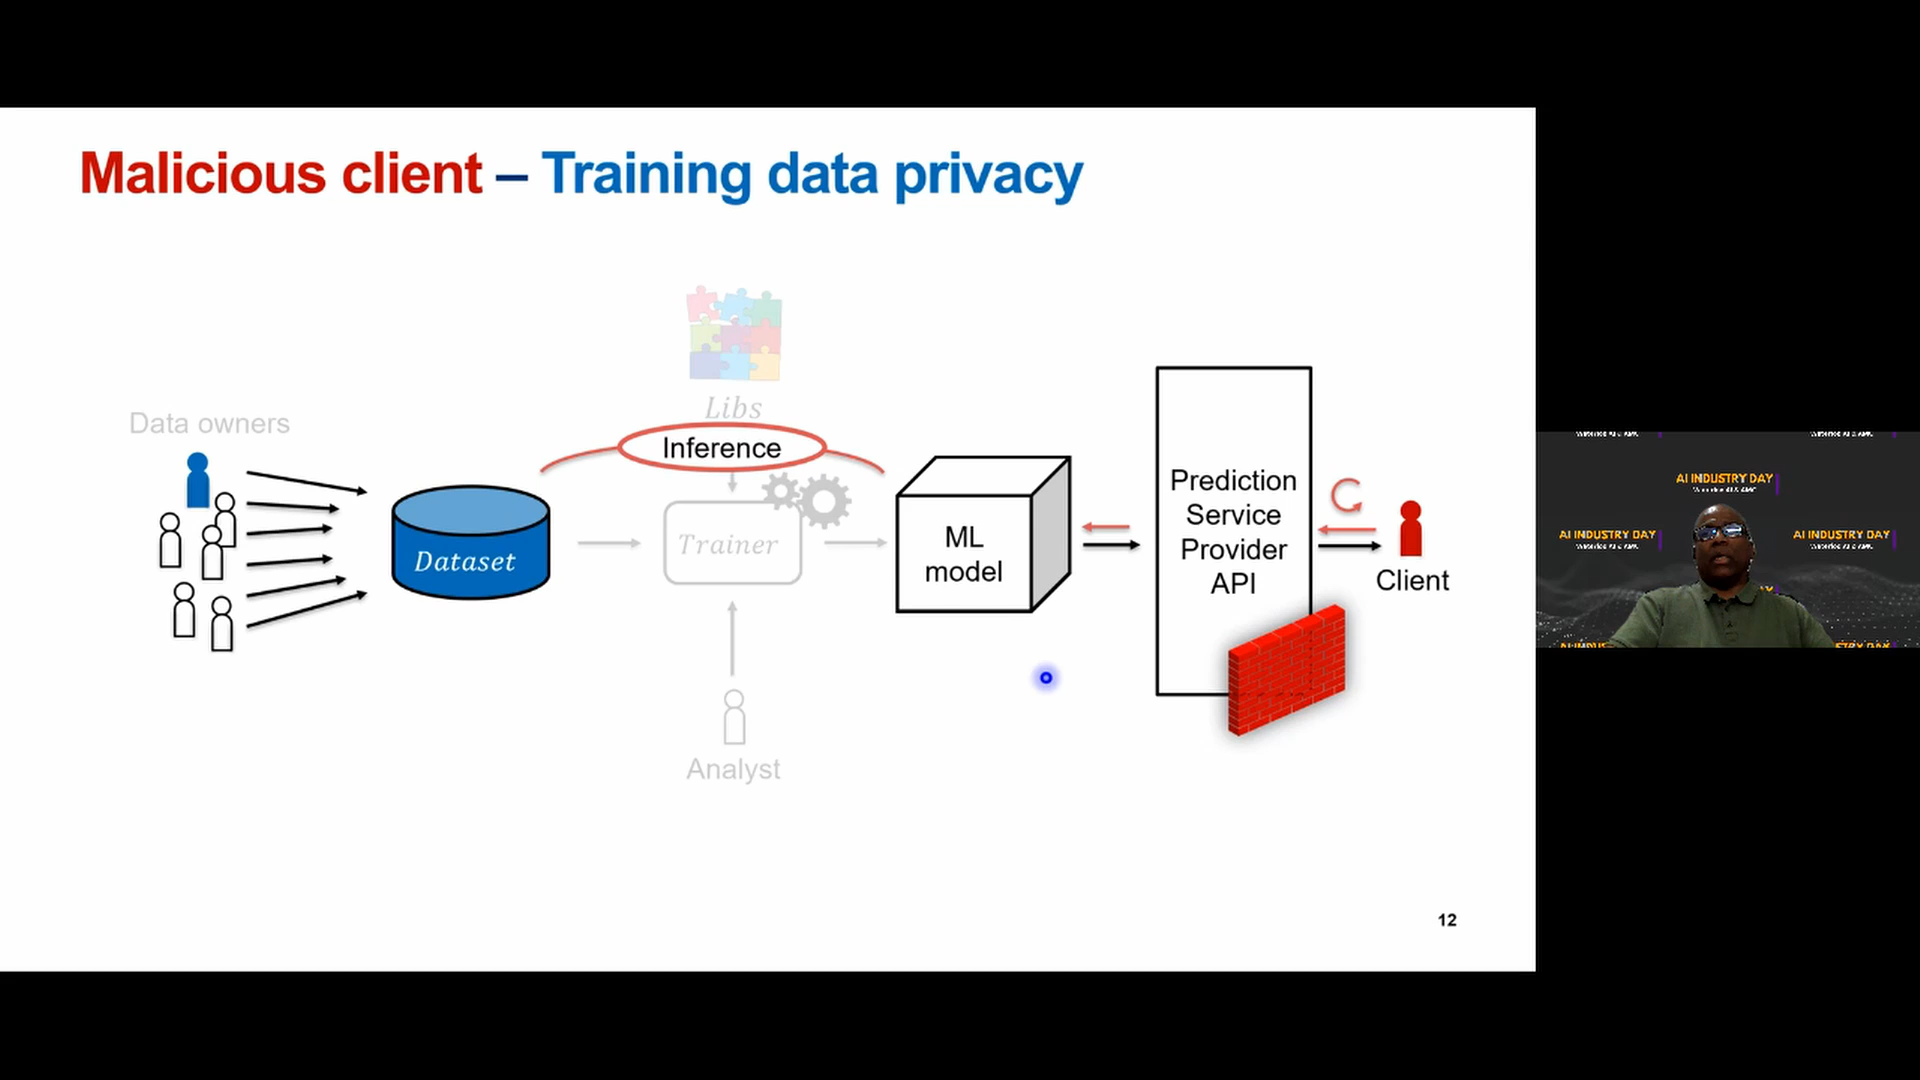 Malicious client – Training data privacy
Libs
Data owners
Inference
Dataset
Trainer
ML
model
Prediction
Service
Provider
API
Client
Analyst
12
AI INDUSTRY DAY
AI INDUSTRY DAY
AI INDUSTRY DAY